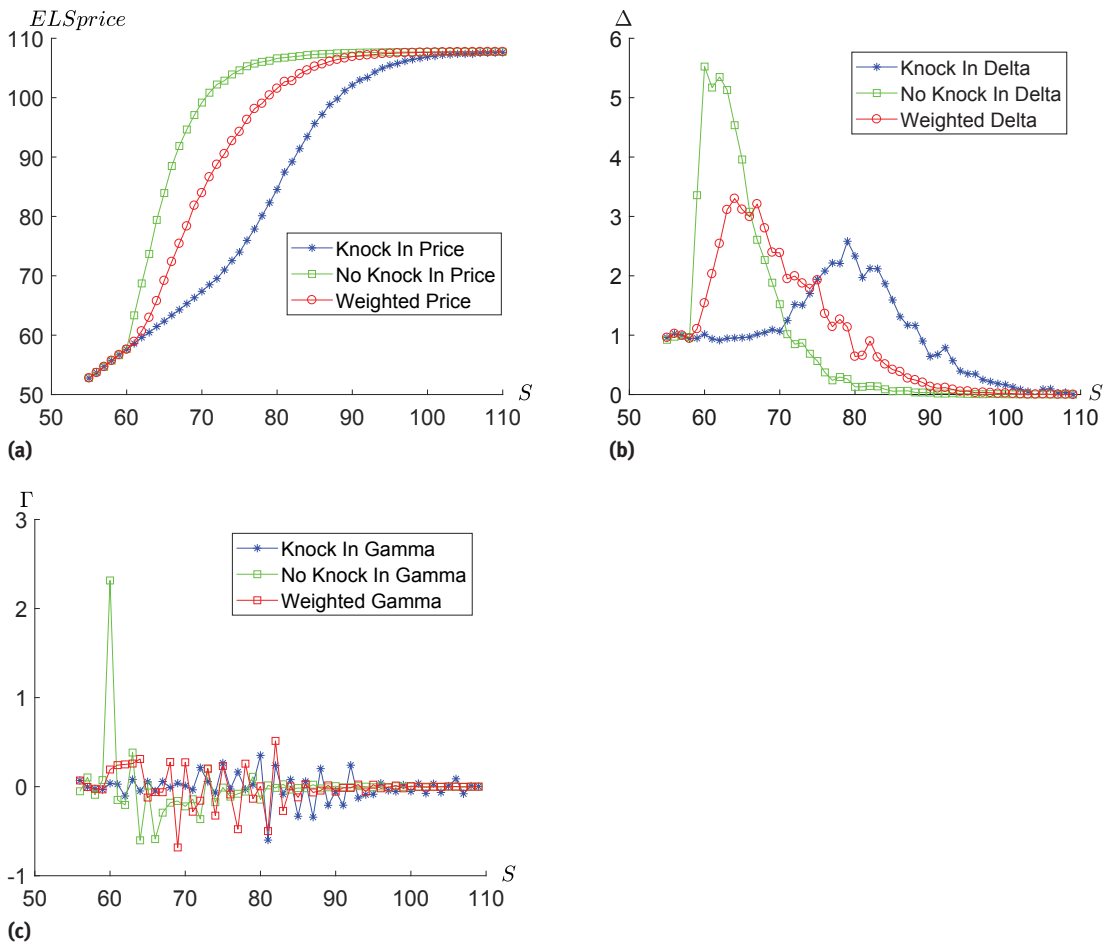 ELSprice
110
100
90
80
70
60
50
50 60 70 80 90 100 110
S
Knock In Price
No Knock In Price
Weighted Price
(a)
Δ
6
5
4
3
2
1
0
50 60 70 80 90 100 110
S
Knock In Delta
No Knock In Delta
Weighted Delta
(b)
Γ
3
2
1
0
-1
50 60 70 80 90 100 110
S
Knock In Gamma
No Knock In Gamma
Weighted Gamma
(c)